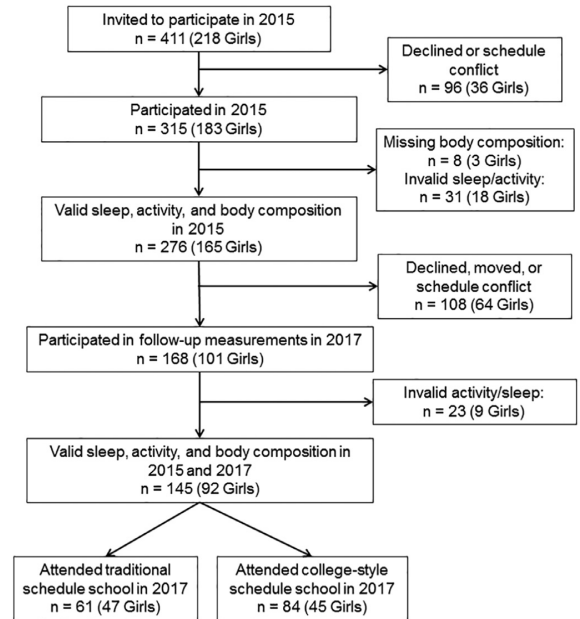 Invited to participate in 2015
n = 411 (218 Girls)
Declined or schedule
conflict
n = 96 (36 Girls)
Participated in 2015
n = 315 (183 Girls)
Missing body composition:
n = 8 (3 Girls)
Invalid sleep/activity:
n = 31 (18 Girls)
Valid sleep, activity, and body composition
in 2015
n = 276 (165 Girls)
Declined, moved, or
schedule conflict
n = 108 (64 Girls)
Participated in follow-up measurements in 2017
n = 168 (101 Girls)
Invalid activity/sleep:
n = 23 (9 Girls)
Valid sleep, activity, and body composition in
2015 and 2017
n = 145 (92 Girls)
Attended traditional
schedule school in 2017
n = 61 (47 Girls)
Attended college-style
schedule school in 2017
n = 84 (45 Girls)